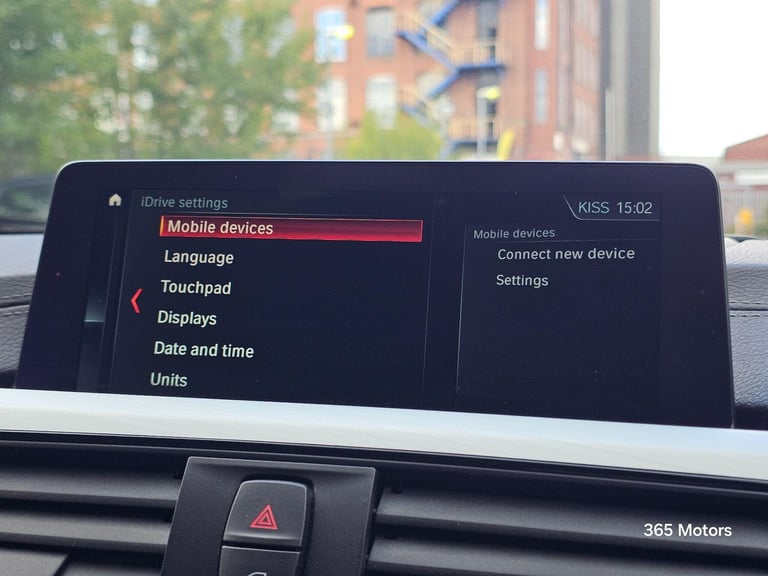 iDrive settings
KISS 15:02
Mobile devices
Language
Touchpad
Displays
Date and time
Units
Mobile devices
Connect new device
Settings
365 Motors